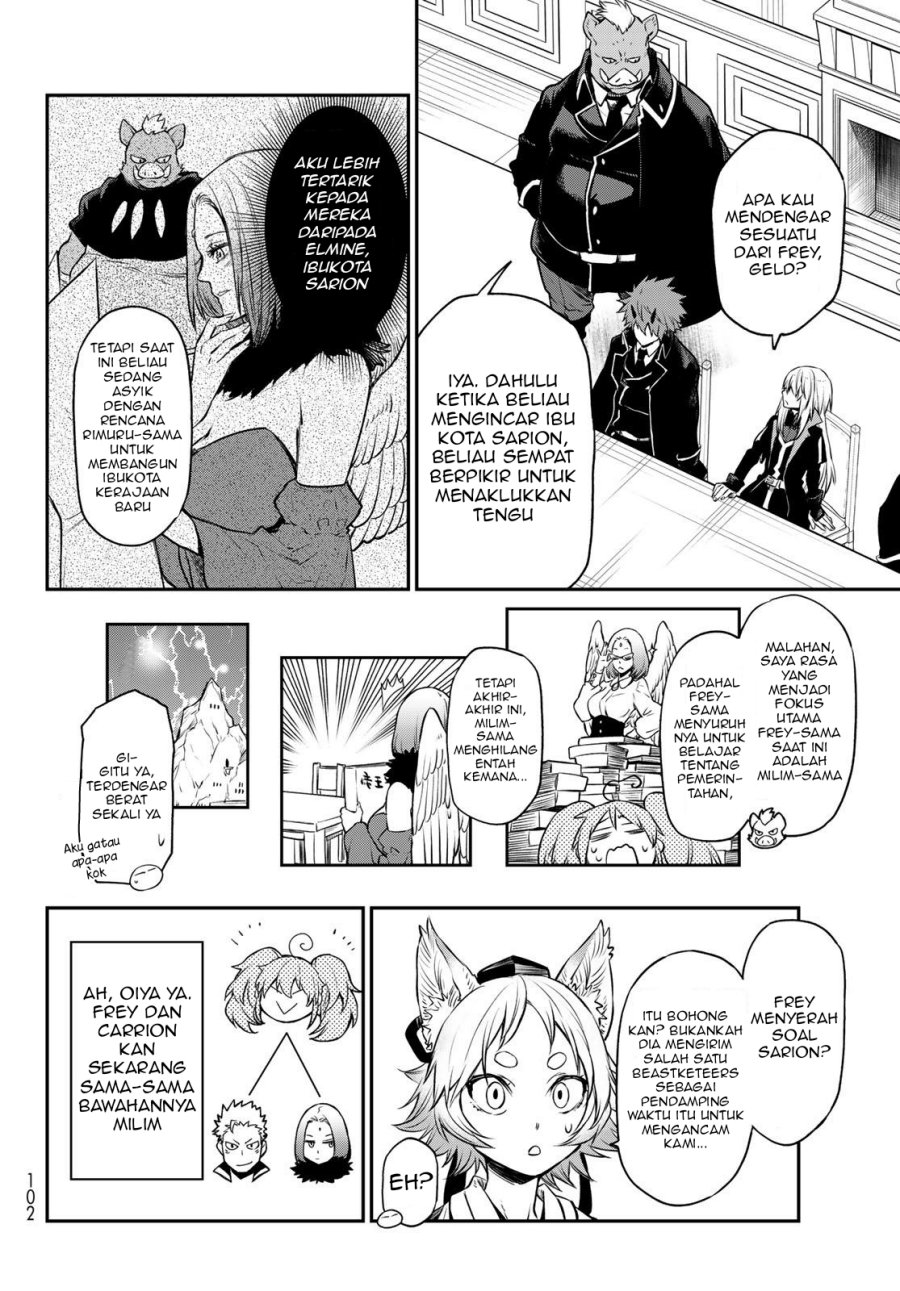 APA KAU
MENDENGAR
SESUATU
DARI FREY,
GELD?
IYA. DAHULU
KETIKA BELIAU
MENGINCAR IBU
KOTA SARION,
BELIAU SEMPAT
BERPIKIR UNTUK
MENAKLUKKAN
TENGU
AKU LEBIH
TERTARIK
KEPADA
MEREKA
DARIPADA
ELMINE,
IBUKOTA
SARION
TETAPI SAAT
INI BELIAU
SEDANG
ASYIK
DENGAN
RENCANA
RIMURU-SAMA
UNTUK
MEMBANGUN
IBUKOTA
KERAJAAN
BARU
MALAHAN,
SAYA RASA
YANG
MENJADI
FOKUS
UTAMA
FREY-SAMA
SAAT INI
ADALAH
MILIM-SAMA
PADAHAL
FREY-
SAMA
MENYURUH
NYA UNTUK
BELAJAR
TENTANG
PEMERIN-
TAHAN,
TETAPI
AKHIR-
AKHIR INI,
MILIM-
SAMA
MENGHILANG
ENTAH
KEMANA...
GI-
GITU YA,
TERDENGAR
BERAT
SEKALI YA
Aku gatau
apa-apa
kok
FREY
MENYERAH
SOAL
SARION?
ITU BOHONG
KAN? BUKANKAH
DIA MENGIRIM
SALAH SATU
BEASTKETEERS
SEBAGAI
PENDAMPING
WAKTU ITU UNTUK
MENGANCAM
KAMI...
EH?
AH, OIYA YA.
FREY DAN
CARRION
KAN
SEKARANG
SAMA-SAMA
BAWAHANNYA
MILIM
102